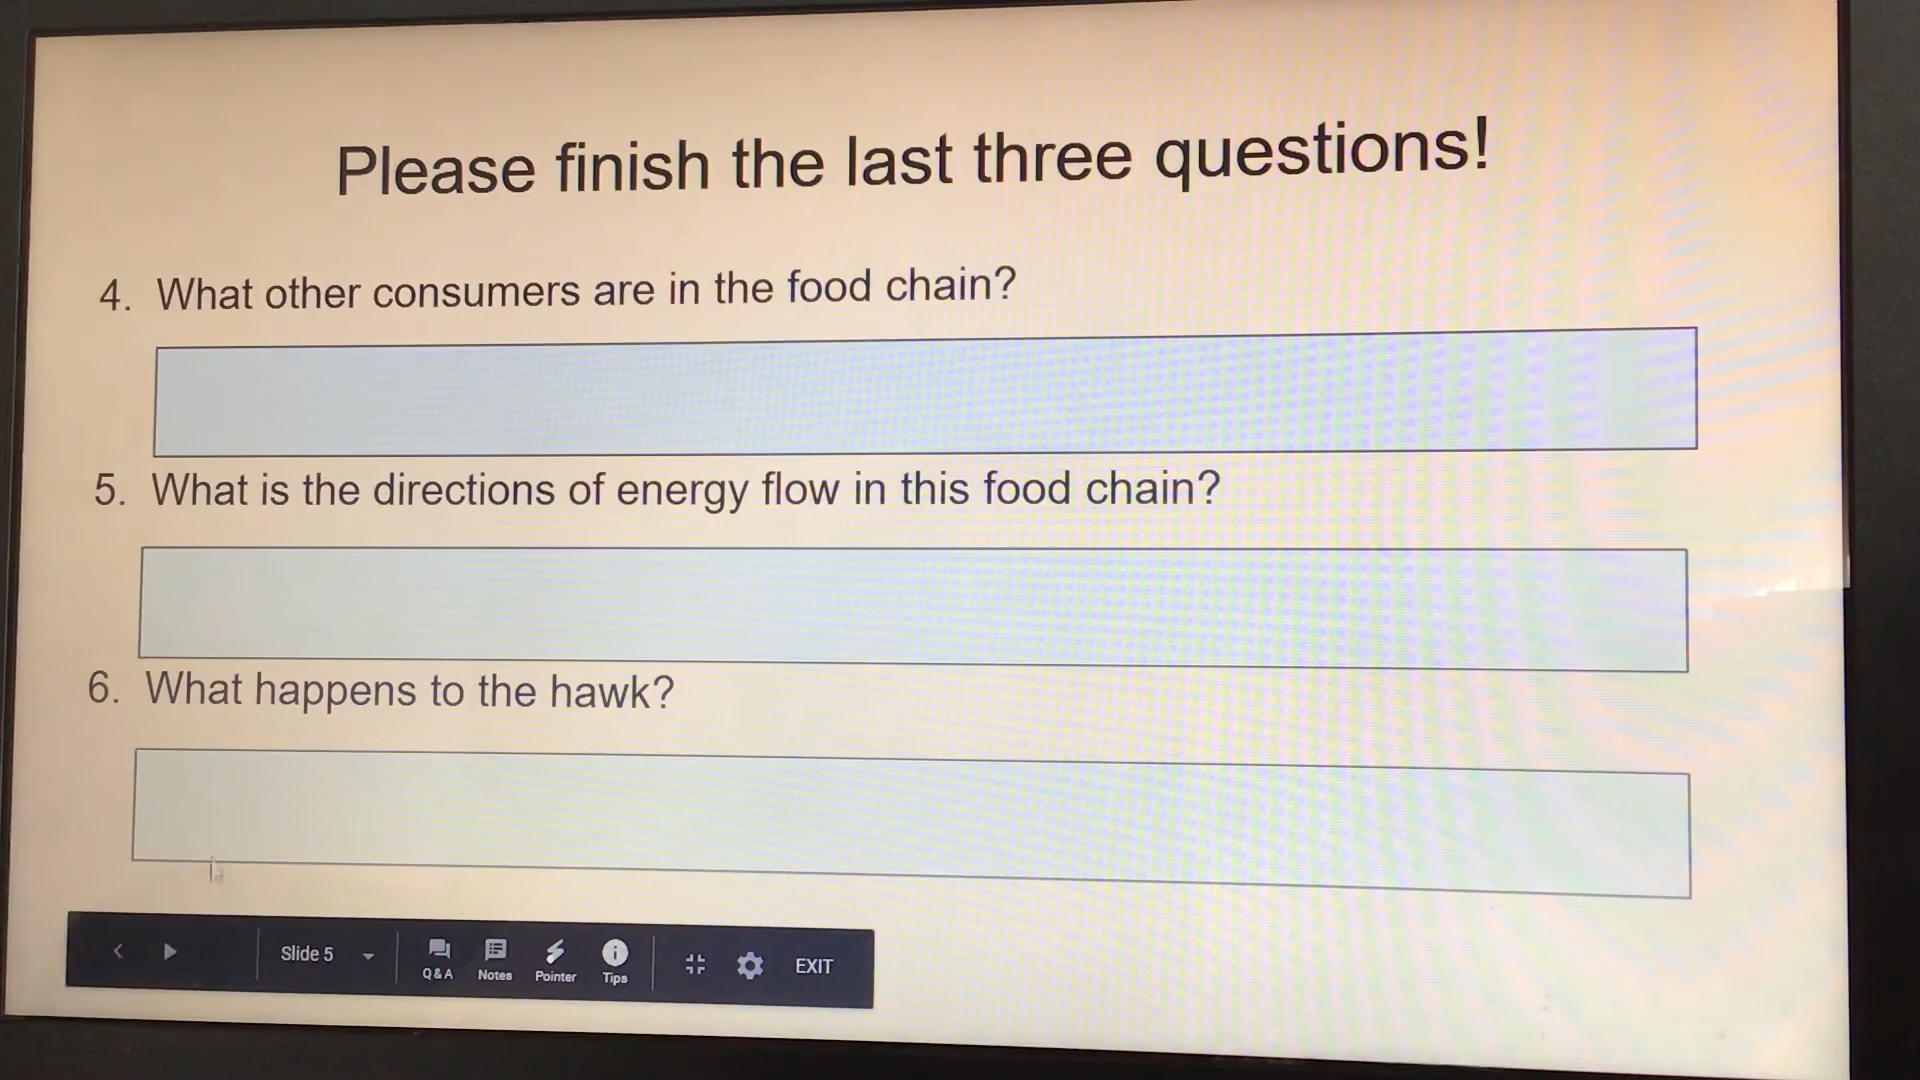 Please finish the last three questions!
4. What other consumers are in the food chain?
5. What is the directions of energy flow in this food chain?
6. What happens to the hawk?
Slide 5
Q&A Notes Pointer Tips EXIT